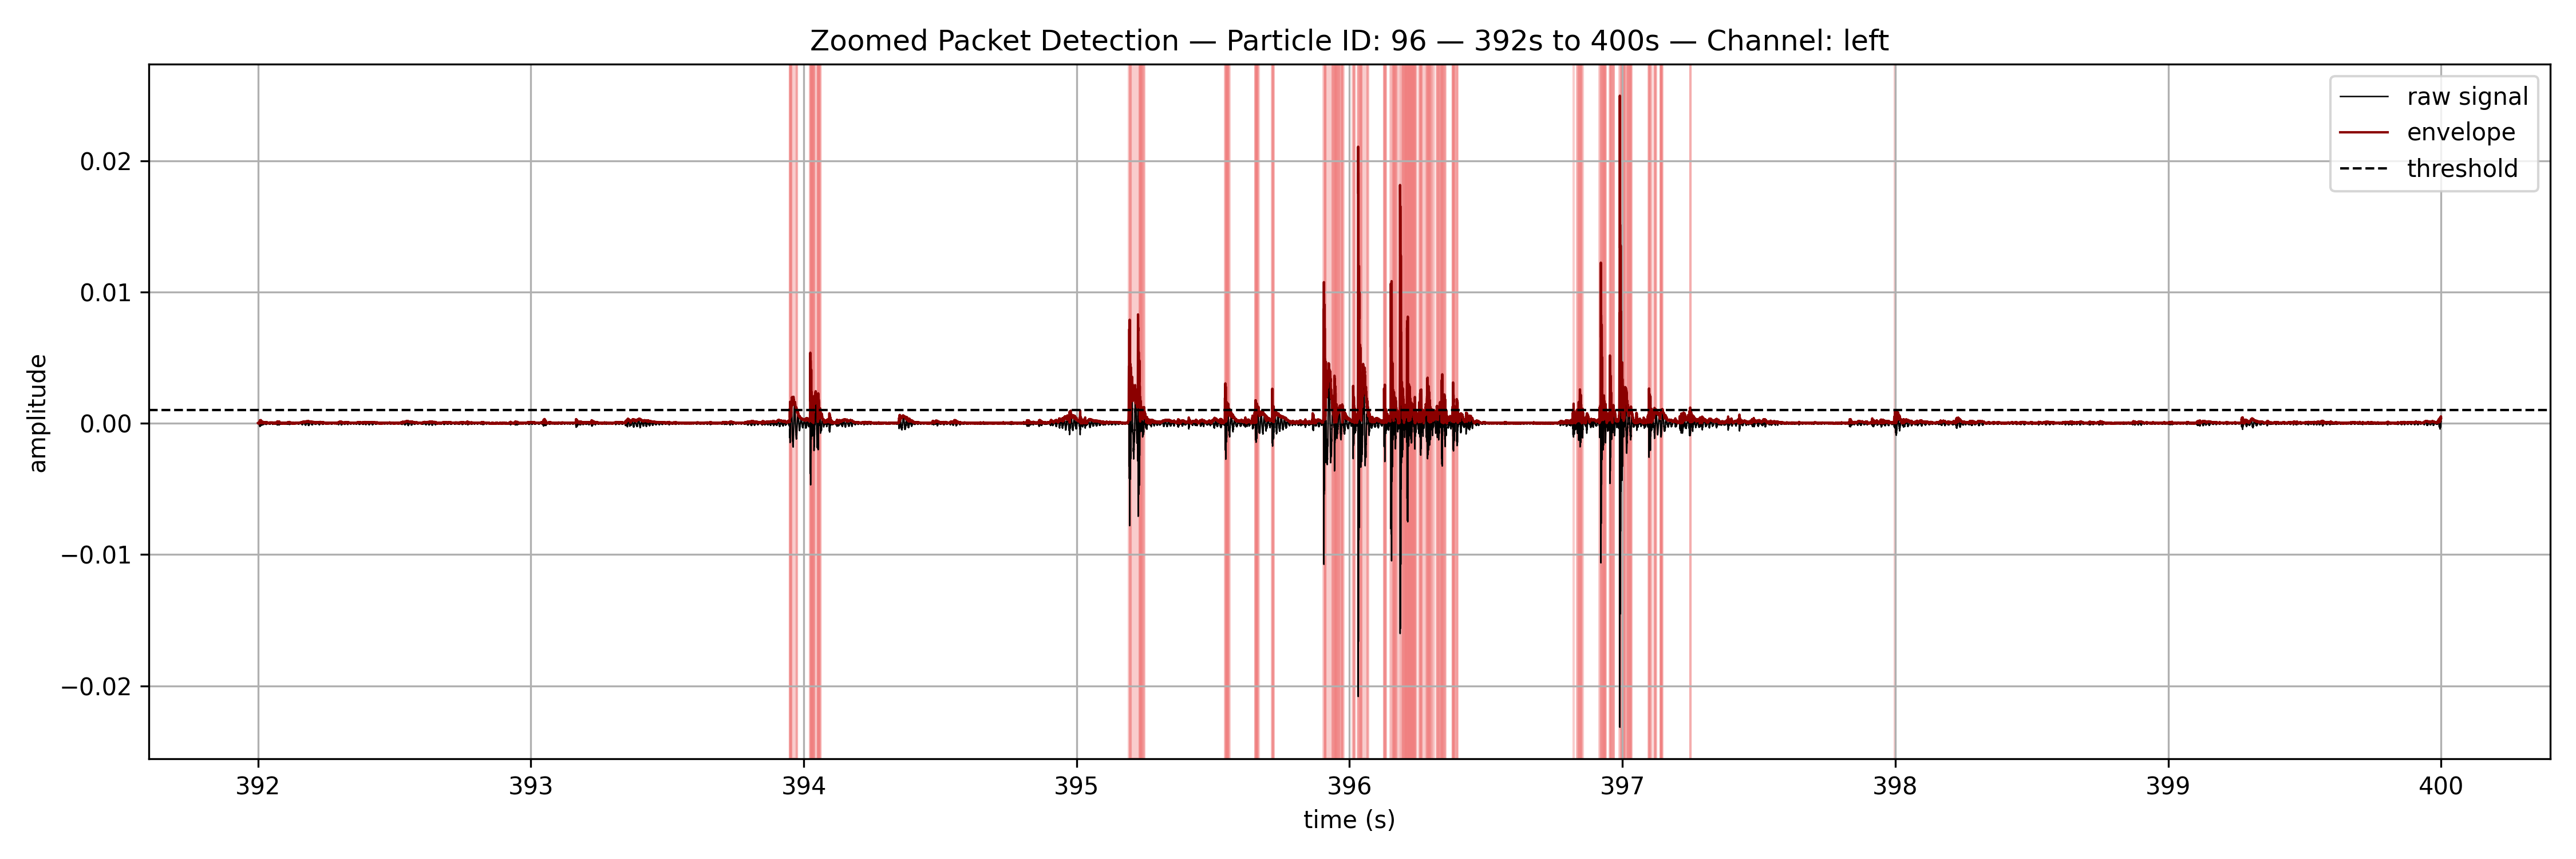 Zoomed Packet Detection — Particle ID: 96 — 392s to 400s — Channel: left
raw signal
envelope
threshold
0.02
0.01
0.00
−0.01
−0.02
amplitude
392 393 394 395 396 397 398 399 400
time (s)